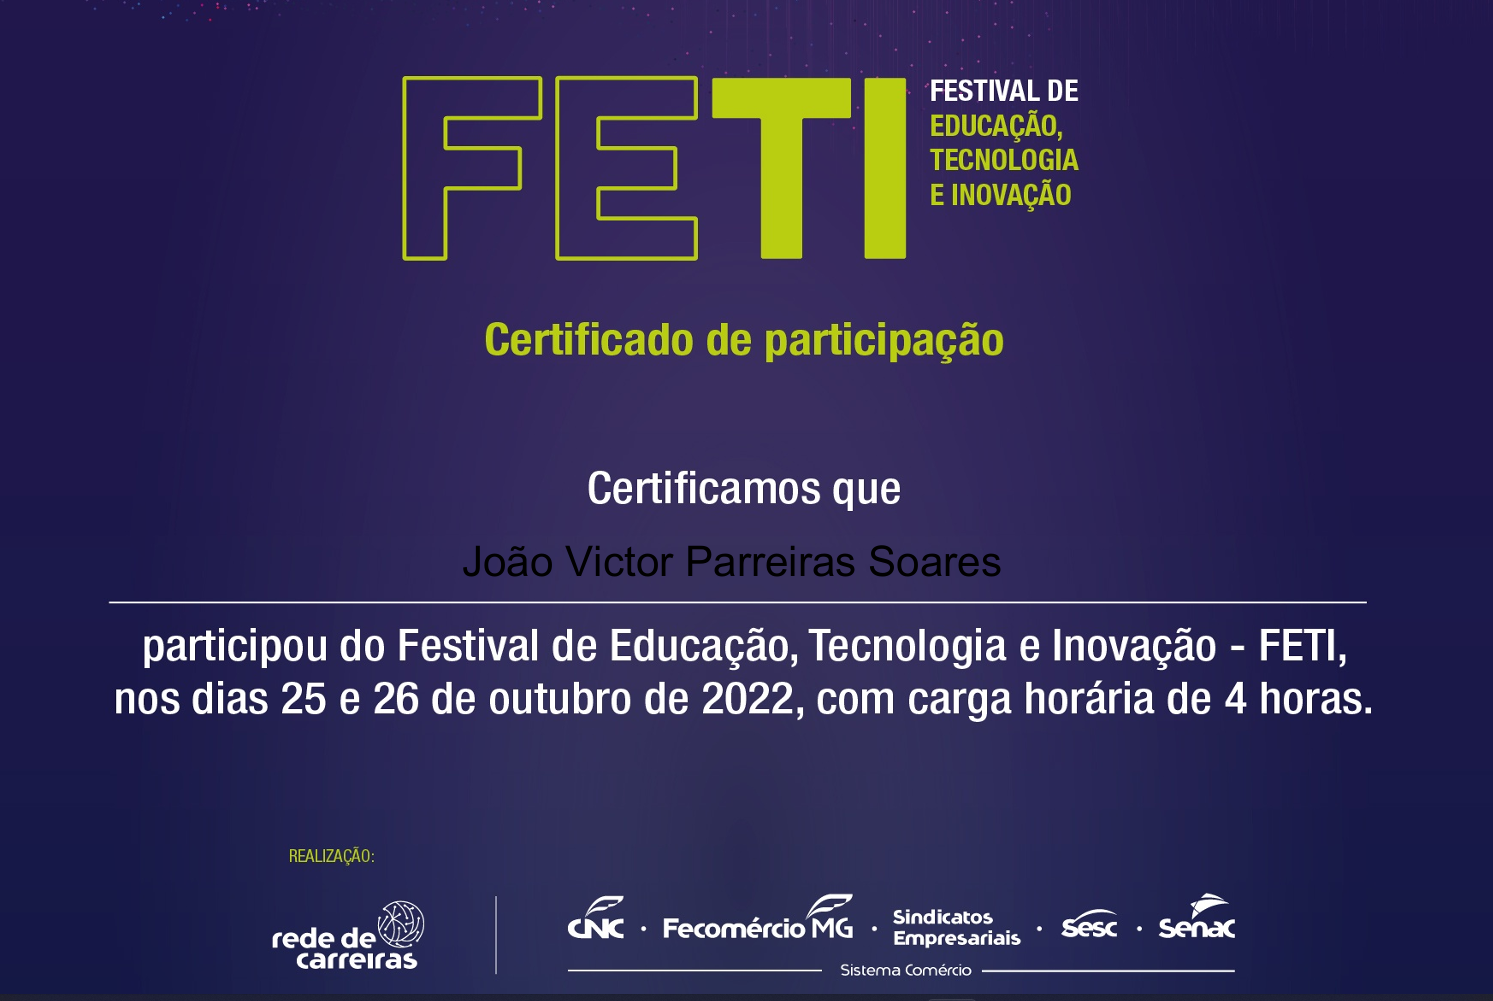 FETI
FESTIVAL DE
EDUCAÇÃO,
TECNOLOGIA
E INOVAÇÃO
Certificado de participação
Certificamos que
João Victor Parreiras Soares
participou do Festival de Educação, Tecnologia e Inovação - FETI,
nos dias 25 e 26 de outubro de 2022, com carga horária de 4 horas.
REALIZAÇÃO:
rede de
carreiras
CNC • Fecomércio MG • Sindicatos Empresariais • Sesc • Senac
Sistema Comércio